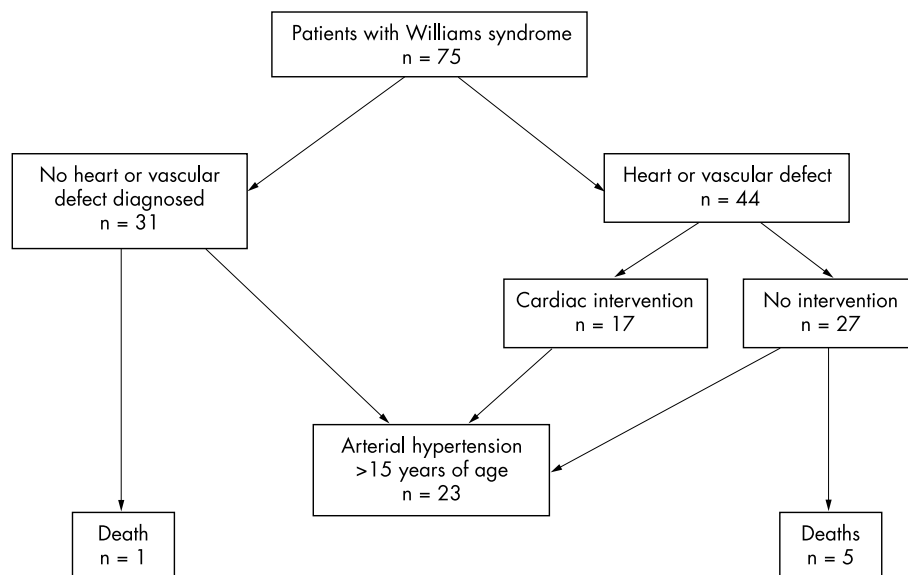 Patients with Williams syndrome
n = 75
No heart or vascular
defect diagnosed
n = 31
Heart or vascular defect
n = 44
Cardiac intervention
n = 17
No intervention
n = 27
Arterial hypertension
>15 years of age
n = 23
Death
n = 1
Deaths
n = 5